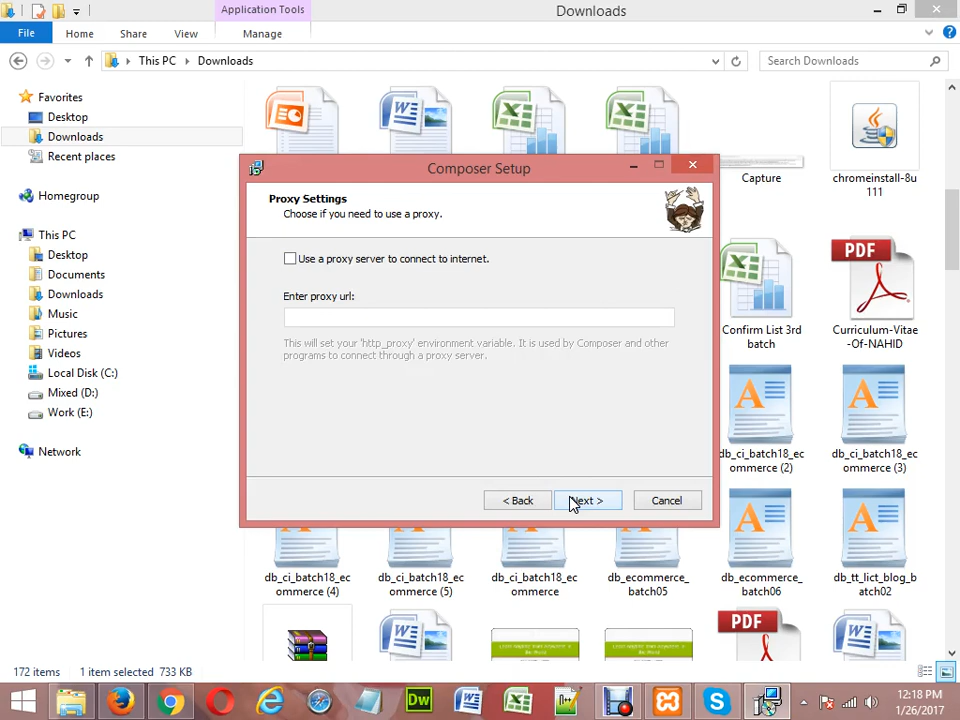 Application Tools
Downloads
File
Home
Share
View
Manage
This PC
Downloads
Search Downloads
Favorites
Desktop
Downloads
Recent places
Homegroup
This PC
Desktop
Documents
Downloads
Music
Pictures
Videos
Local Disk (C:)
Mixed (D:)
Work (E:)
Network
Capture
chromeinstall-8u
111
Composer Setup
Proxy Settings
Choose if you need to use a proxy.
Use a proxy server to connect to internet.
Enter proxy url:
This will set your 'http_proxy' environment variable. It is used by Composer and other
programs to connect through a proxy server.
< Back
Next >
Cancel
PDF
Confirm List 3rd
batch
Curriculum-Vitae
-Of-NAHID
db_ci_batch18_ec
ommerce (2)
db_ci_batch18_ec
ommerce (3)
db_ci_batch18_ec
ommerce (4)
db_ci_batch18_ec
ommerce (5)
db_ci_batch18_ec
ommerce
db_ecommerce_
batch05
db_ecommerce_
batch06
db_tt_lict_blog_b
atch02
PDF
172 items
1 item selected 733 KB
Dw
12:18 PM
1/26/2017